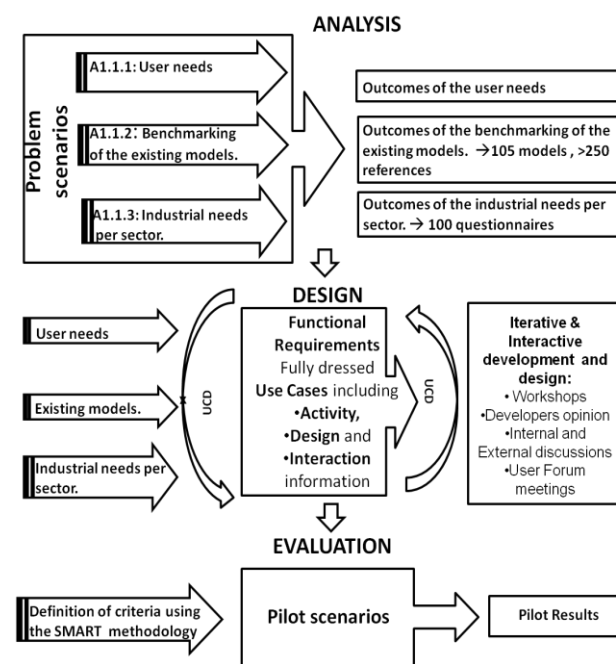 ANALYSIS
Problem
scenarios
A1.1.1: User needs
A1.1.2: Benchmarking
of the existing models.
A1.1.3: Industrial needs
per sector.
Outcomes of the user needs
Outcomes of the benchmarking of the
existing models. →105 models , >250
references
Outcomes of the industrial needs per
sector. → 100 questionnaires
DESIGN
User needs
Existing models.
Industrial needs per
sector.
UCD
Functional
Requirements
Fully dressed
Use Cases including
•Activity,
•Design and
•Interaction
information
UCD
Iterative &
Interactive
development and
design:
• Workshops
•Developers opinion
•Internal and
External discussions
•User Forum
meetings
EVALUATION
Definition of criteria using
the SMART methodology
Pilot scenarios
Pilot Results